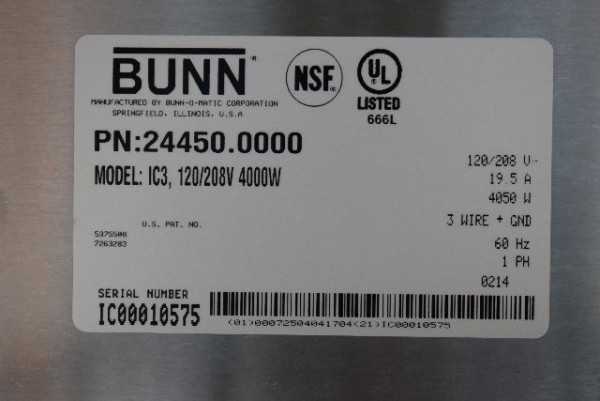 BUNN
NSF
UL
LISTED
666L
MANUFACTURED BY BUNN-O-MATIC CORPORATION
SPRINGFIELD, ILLINOIS, U.S.A
PN:24450.0000
MODEL: IC3, 120/208V 4000W
120/208 V~
19.5 A
4050 W
3 WIRE + GND
60 Hz
1 PH
0214
U.S. PAT. NO.
5375508
7263283
SERIAL NUMBER
IC00010575
(01)00072504041704(21)IC00010575